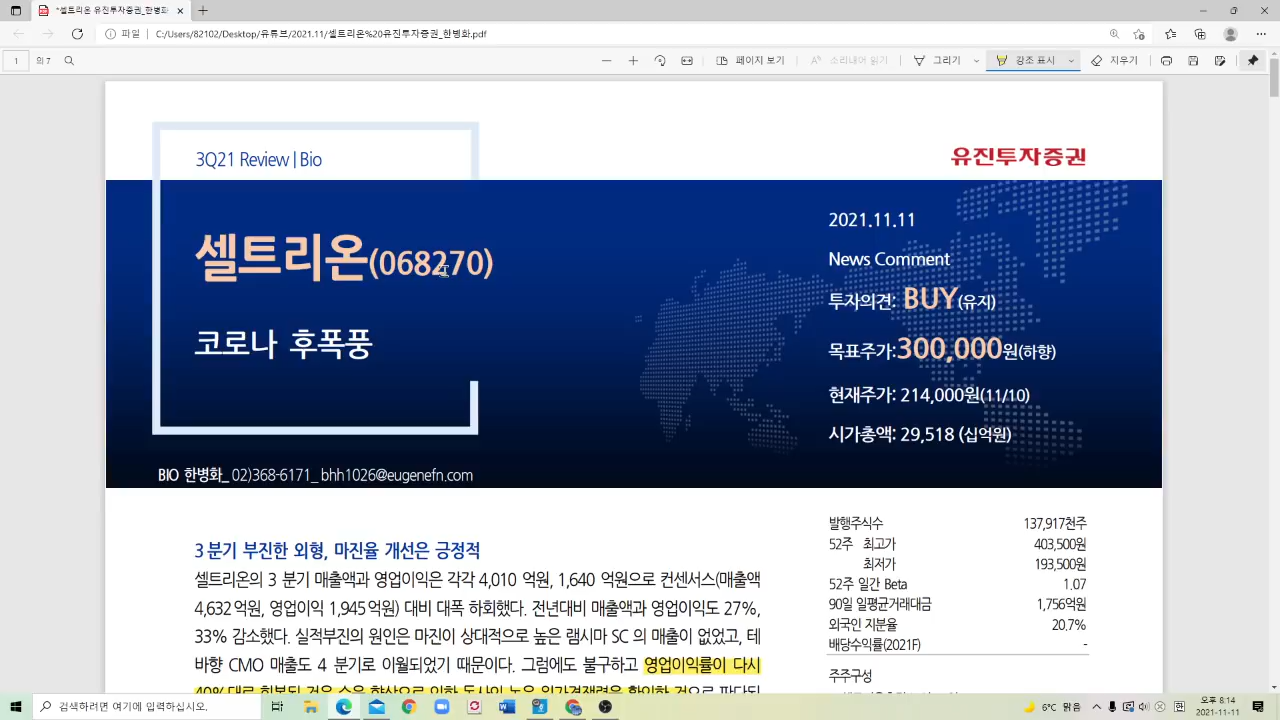 *셀트리온 유진투자증권_한병화
파일 C:/Users/82102/Desktop/유튜브/2021.11/셀트리온%20유진투자증권_한병화.pdf
1 의 7 페이지 보기 소리내어 읽기 그리기 강조 표시 지우기
3Q21 Review | Bio
유진투자증권
셀트리온(068270)
코로나 후폭풍
BIO 한병화_ 02)368-6171_ bhh1026@eugenefn.com
2021.11.11
News Comment
투자의견: BUY(유지)
목표주가:300,000원(하향)
현재주가: 214,000원(11/10)
시가총액: 29,518 (십억원)
3분기 부진한 외형, 마진율 개선은 긍정적
셀트리온의 3 분기 매출액과 영업이익은 각각 4,010 억원, 1,640 억원으로 컨센서스(매출액
4,632억원, 영업이익 1,945억원) 대비 대폭 하회했다. 전년대비 매출액과 영업이익도 27%,
33% 감소했다. 실적부진의 원인은 마진이 상대적으로 높은 램시마 SC 의 매출이 없었고, 테
바향 CMO 매출도 4 분기로 이월되었기 때문이다. 그럼에도 불구하고 영업이익률이 다시
발행주식수 137,917천주
52주 최고가 403,500원
최저가 193,500원
52주 일간 Beta 1.07
90일 일평균거래대금 1,756억원
외국인 지분율 20.7%
배당수익률(2021F) -
주주구성
검색하려면 여기에 입력하십시오.
6°C 맑음
오후 8:14
2021-11-11